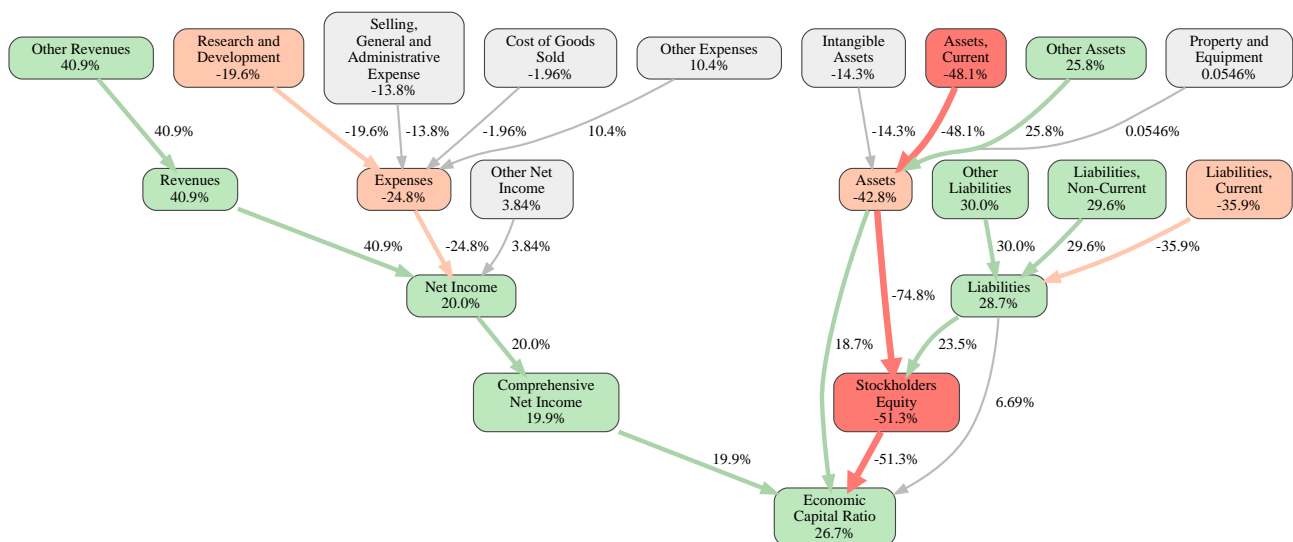 Other Revenues
40.9%
Research and
Development
-19.6%
Selling,
General and
Administrative
Expense
-13.8%
Cost of Goods
Sold
-1.96%
Other Expenses
10.4%
Intangible
Assets
-14.3%
Assets,
Current
-48.1%
Other Assets
25.8%
Property and
Equipment
0.0546%
40.9%
-19.6%
-13.8%
-1.96%
10.4%
-14.3%
-48.1%
25.8%
0.0546%
Revenues
40.9%
Expenses
-24.8%
Other Net
Income
3.84%
Assets
-42.8%
Other
Liabilities
30.0%
Liabilities,
Non-Current
29.6%
Liabilities,
Current
-35.9%
40.9%
-24.8%
3.84%
30.0%
29.6%
-35.9%
Net Income
20.0%
-74.8%
Liabilities
28.7%
20.0%
18.7%
23.5%
Comprehensive
Net Income
19.9%
Stockholders
Equity
-51.3%
6.69%
19.9%
-51.3%
Economic
Capital Ratio
26.7%